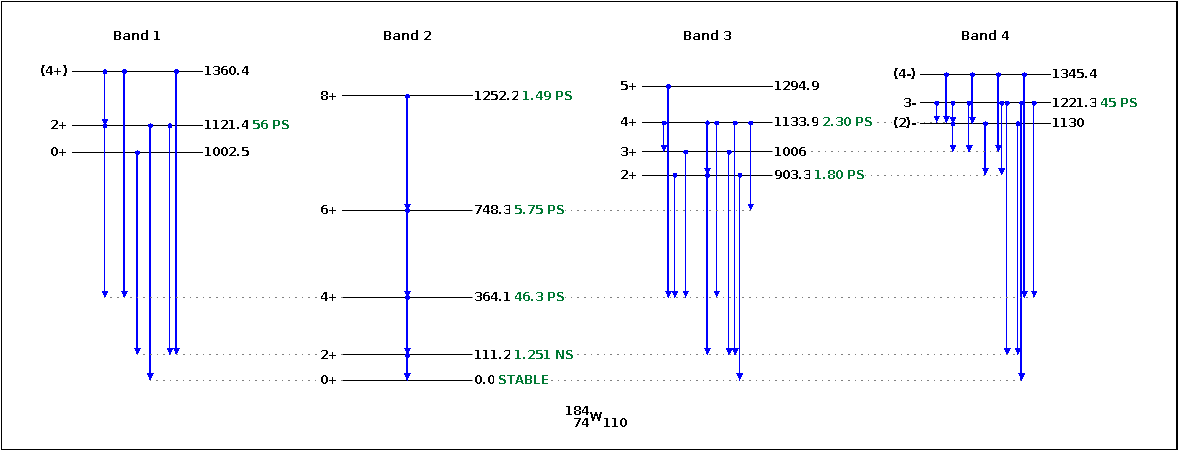 Band 1 Band 2 Band 3 Band 4
(4+) 1360.4
2+ 1121.4 56 PS
0+ 1002.5
8+ 1252.2 1.49 PS
6+ 748.3 5.75 PS
4+ 364.1 46.3 PS
2+ 111.2 1.251 NS
0+ 0.0 STABLE
5+ 1294.9
4+ 1133.9 2.30 PS
3+ 1006
2+ 903.3 1.80 PS
(4-) 1345.4
3- 1221.3 45 PS
(2)- 1130
184
74W110